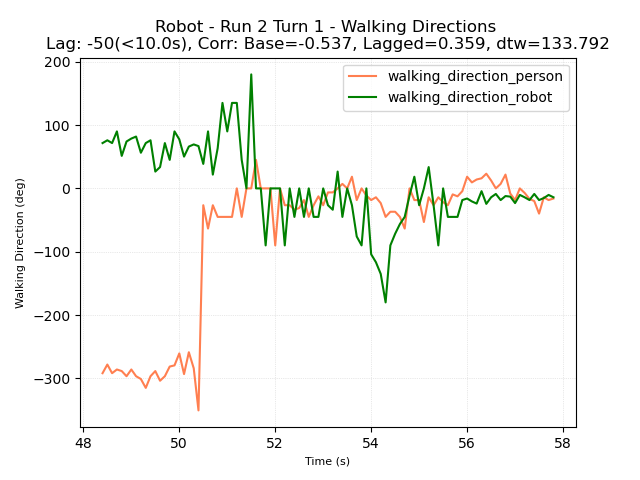 Robot - Run 2 Turn 1 - Walking Directions
Lag: -50(<10.0s), Corr: Base=-0.537, Lagged=0.359, dtw=133.792
walking_direction_person
walking_direction_robot
Walking Direction (deg)
200
100
0
−100
−200
−300
48
50
52
54
56
58
Time (s)